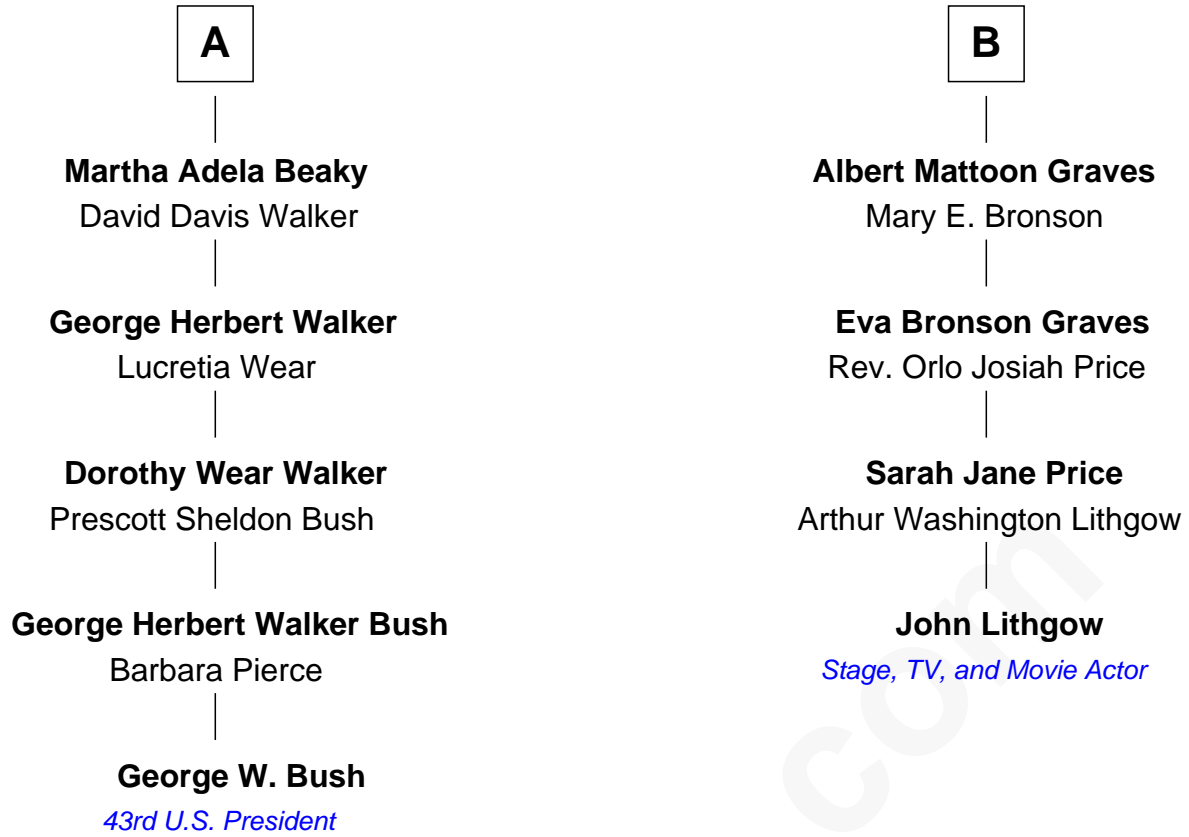 A
Martha Adela Beaky
David Davis Walker
George Herbert Walker
Lucretia Wear
Dorothy Wear Walker
Prescott Sheldon Bush
George Herbert Walker Bush
Barbara Pierce
George W. Bush
43rd U.S. President
B
Albert Mattoon Graves
Mary E. Bronson
Eva Bronson Graves
Rev. Orlo Josiah Price
Sarah Jane Price
Arthur Washington Lithgow
John Lithgow
Stage, TV, and Movie Actor
com